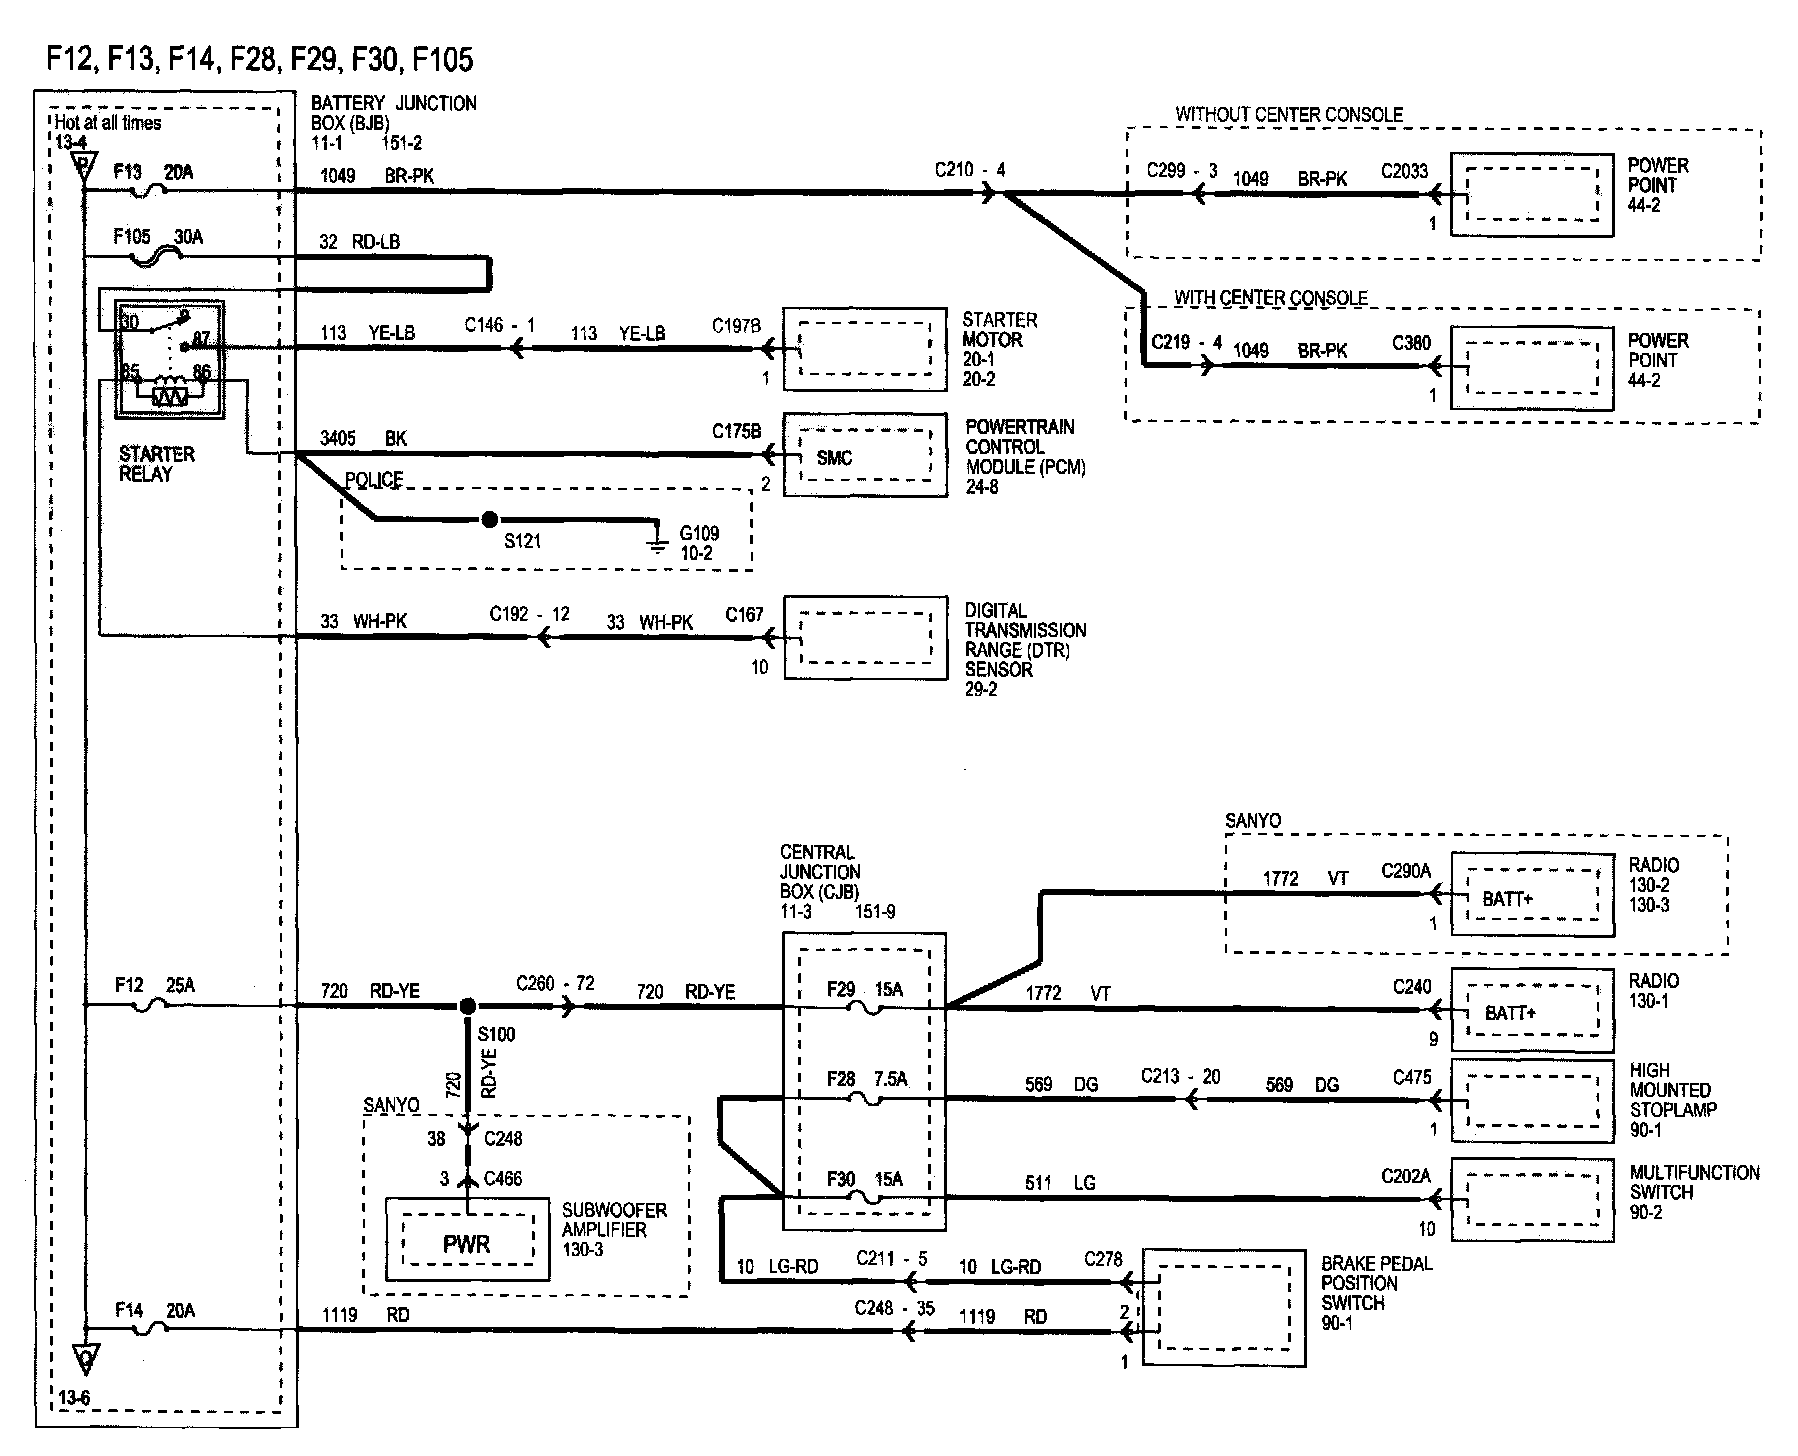 F12, F13, F14, F28, F29, F30, F105
BATTERY JUNCTION
BOX (BJB)
11-1 151-2
Hot at all times
13-4
P
F13 20A
1049 BR-PK
C210 - 4
WITHOUT CENTER CONSOLE
C299 - 3
1049 BR-PK
C2033
1
POWER
POINT
44-2
F105 30A
32 RD-LB
WITH CENTER CONSOLE
C219 - 4
1049 BR-PK
C380
1
POWER
POINT
44-2
30
87
85
86
STARTER
RELAY
113 YE-LB
C146 - 1
113 YE-LB
C197B
1
STARTER
MOTOR
20-1
20-2
3405 BK
C175B
2
SMC
POWERTRAIN
CONTROL
MODULE (PCM)
24-8
POLICE
S121
G109
10-2
33 WH-PK
C192 - 12
33 WH-PK
C167
10
DIGITAL
TRANSMISSION
RANGE (DTR)
SENSOR
29-2
SANYO
1772 VT
C290A
1
BATT+
RADIO
130-2
130-3
CENTRAL
JUNCTION
BOX (CJB)
11-3 151-9
F12 25A
720 RD-YE
C260 - 72
720 RD-YE
S100
F29 15A
1772 VT
C240
9
BATT+
RADIO
130-1
720
RD-YE
F28 7.5A
569 DG
C213 - 20
569 DG
C475
1
HIGH
MOUNTED
STOPLAMP
90-1
SANYO
38 C248
3 C466
PWR
SUBWOOFER
AMPLIFIER
130-3
F30 15A
511 LG
C202A
10
MULTIFUNCTION
SWITCH
90-2
10 LG-RD
C211 - 5
10 LG-RD
C278
2
BRAKE PEDAL
POSITION
SWITCH
90-1
F14 20A
1119 RD
C248 - 35
1119 RD
1
Q
13-6